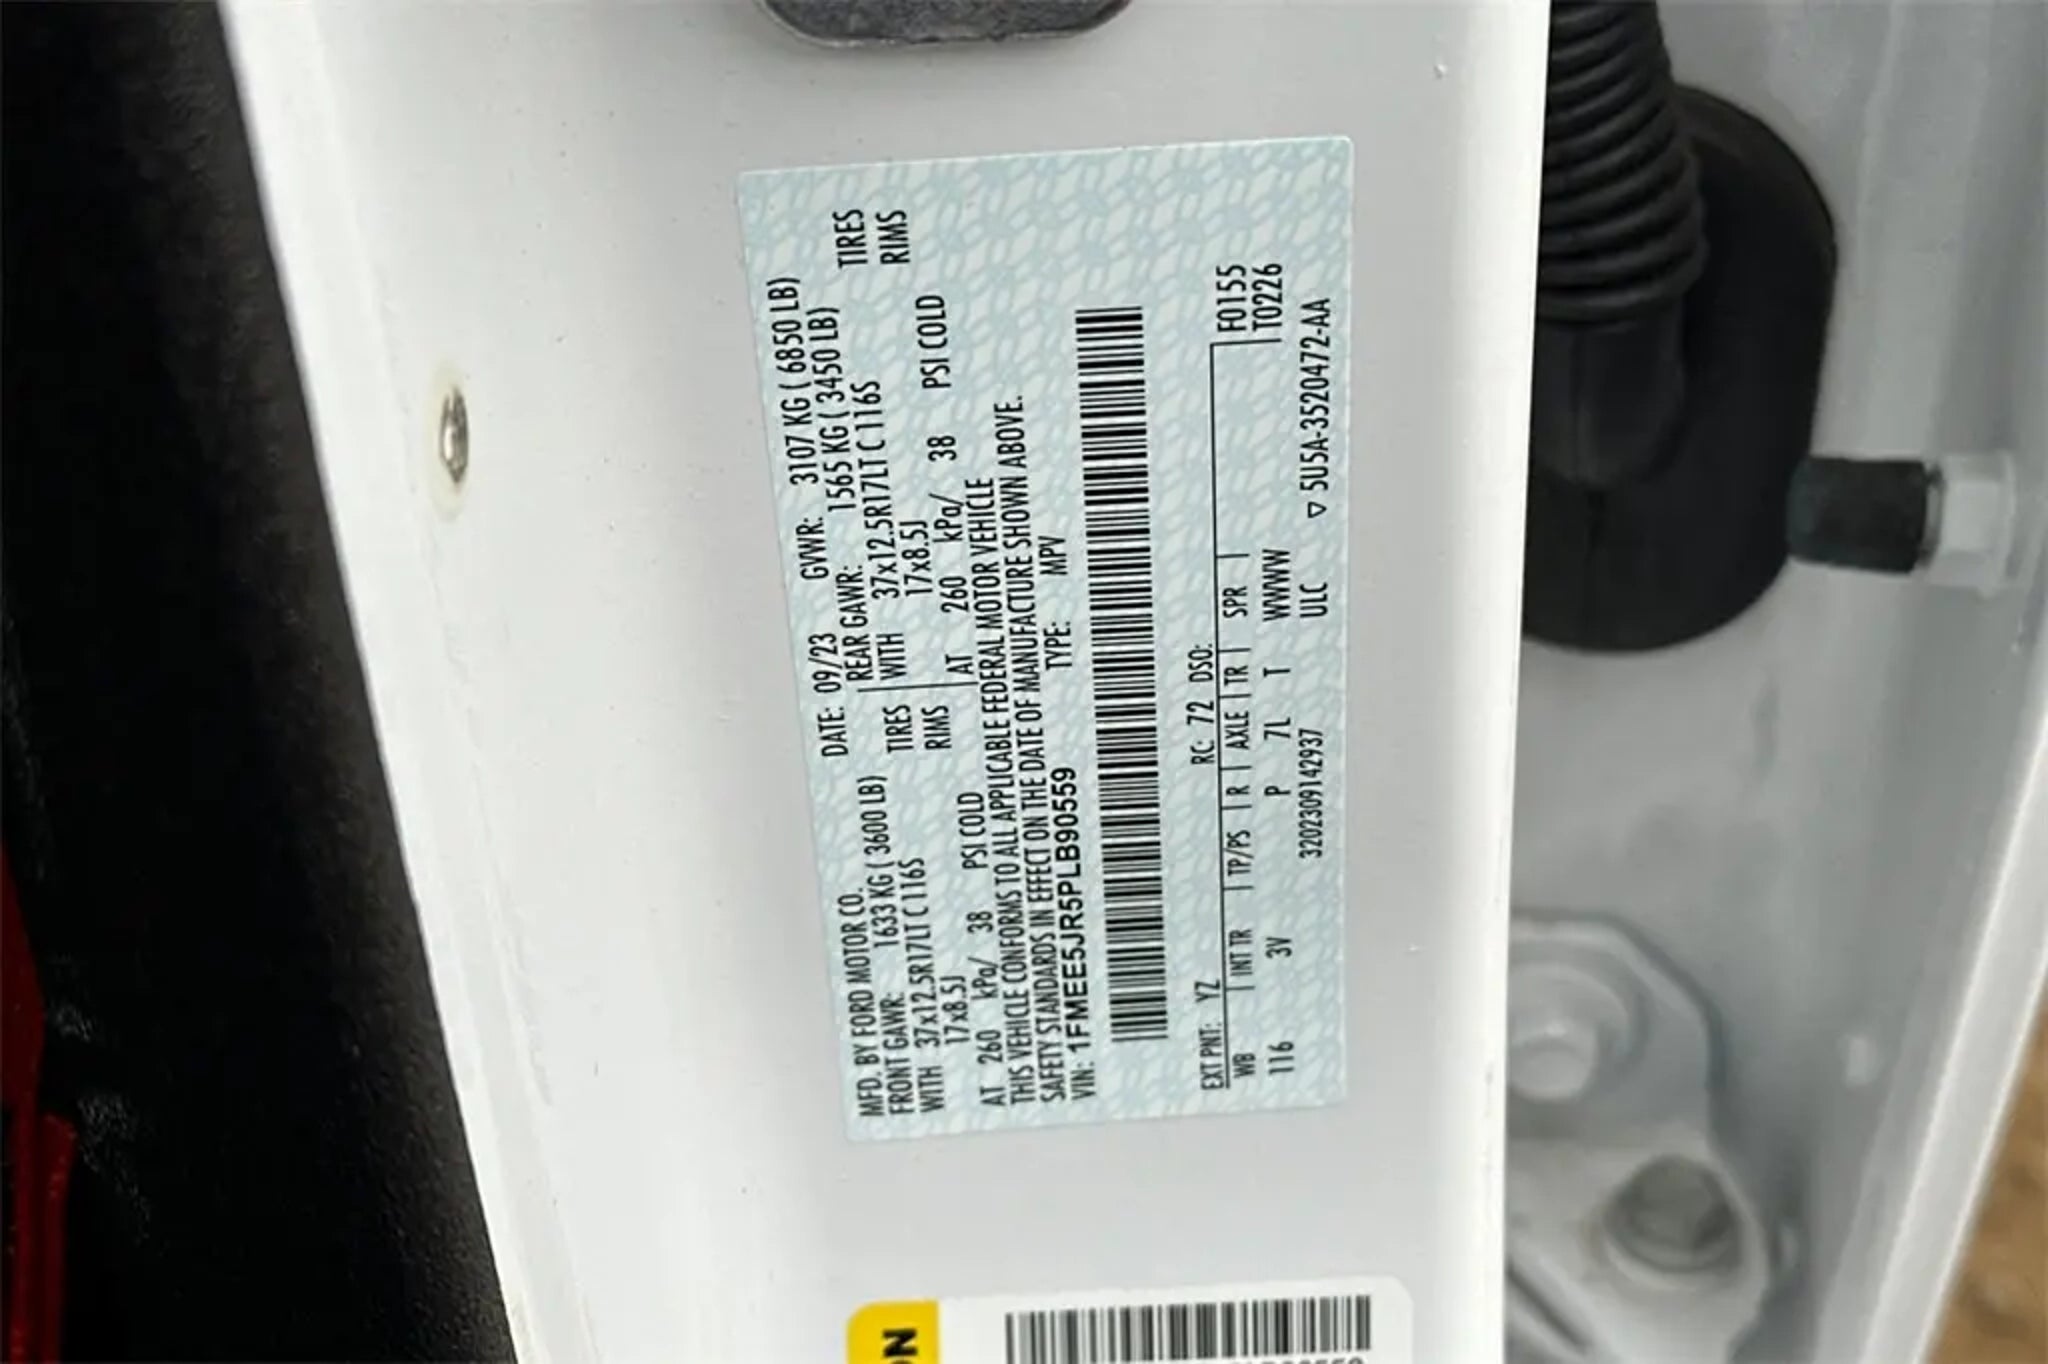 MFD. BY FORD MOTOR CO. DATE: 09/23 GVWR: 3107 KG ( 6850 LB)
FRONT GAWR: 1633 KG ( 3600 LB) REAR GAWR: 1565 KG ( 3450 LB)
WITH 37x12.5R17LT C 116S TIRES WITH 37x12.5R17LT C 116S TIRES
17x8.5J RIMS 17x8.5J RIMS
AT 260 kPa/ 38 PSI COLD AT 260 kPa/ 38 PSI COLD
THIS VEHICLE CONFORMS TO ALL APPLICABLE FEDERAL MOTOR VEHICLE
SAFETY STANDARDS IN EFFECT ON THE DATE OF MANUFACTURE SHOWN ABOVE.
VIN: 1FMEE5JR5PLB90559 TYPE: MPV
EXT PNT: YZ RC: 72 DSO: F0155
WB INT TR TP/PS R AXLE TR SPR T0226
116 3V P 7L T WWWW
3202309142937 ULC ▽ 5U5A-3520472-AA